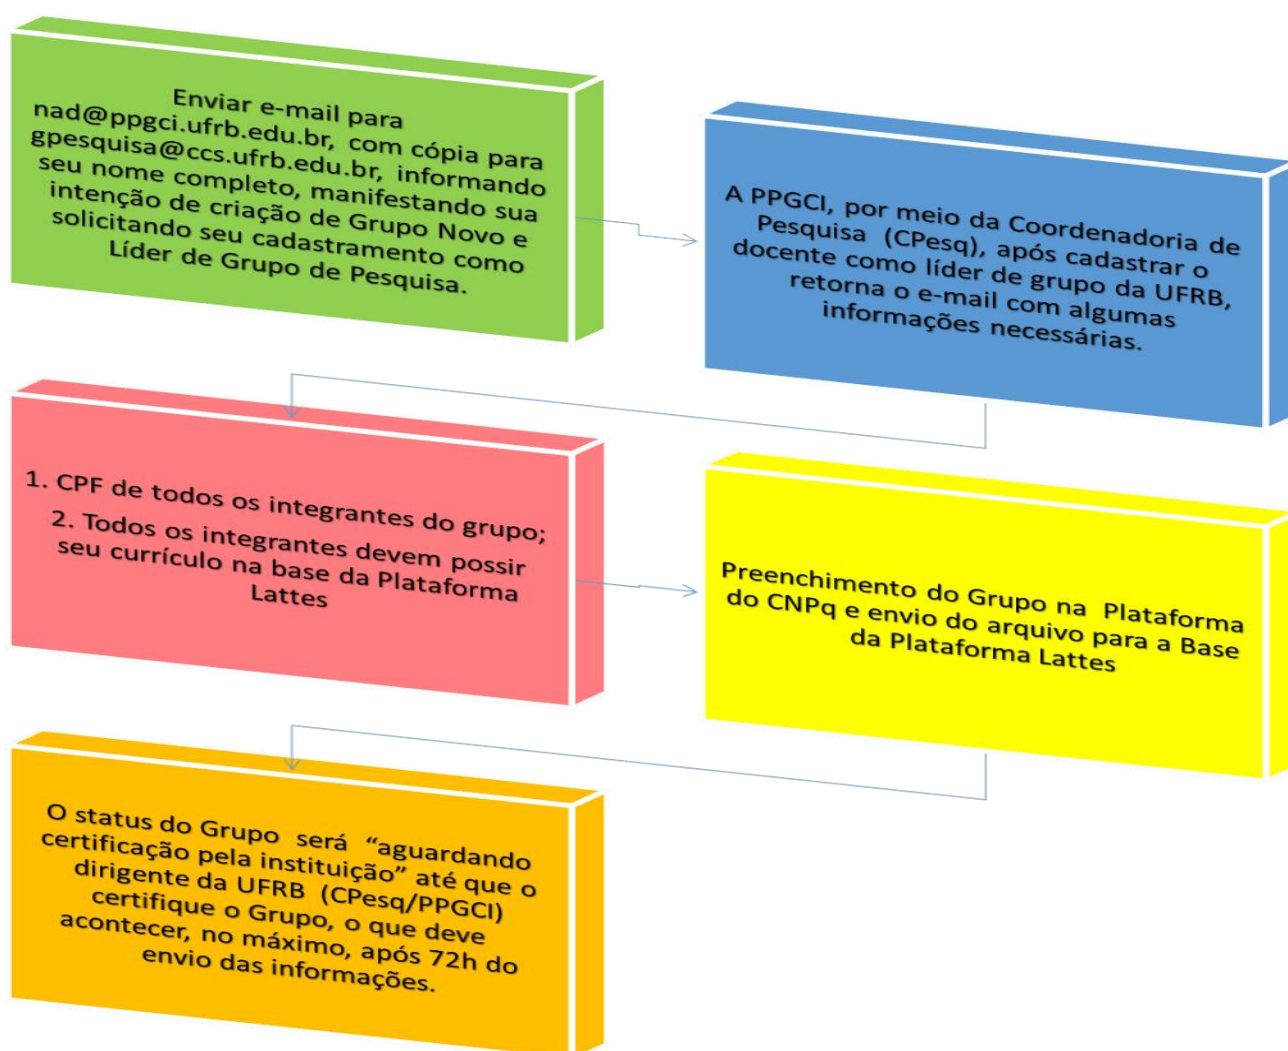 Enviar e-mail para
nad@ppgci.ufrb.edu.br, com cópia para
gpesquisa@ccs.ufrb.edu.br, informando
seu nome completo, manifestando sua
intenção de criação de Grupo Novo e
solicitando seu cadastramento como
Líder de Grupo de Pesquisa.
A PPGCI, por meio da Coordenadoria de
Pesquisa (CPesq), após cadastrar o
docente como líder de grupo da UFRB,
retorna o e-mail com algumas
informações necessárias.
1. CPF de todos os integrantes do grupo;
2. Todos os integrantes devem possir
seu currículo na base da Plataforma
Lattes
Preenchimento do Grupo na Plataforma
do CNPq e envio do arquivo para a Base
da Plataforma Lattes
O status do Grupo será “aguardando
certificação pela instituição” até que o
dirigente da UFRB (CPesq/PPGCI)
certifique o Grupo, o que deve
acontecer, no máximo, após 72h do
envio das informações.